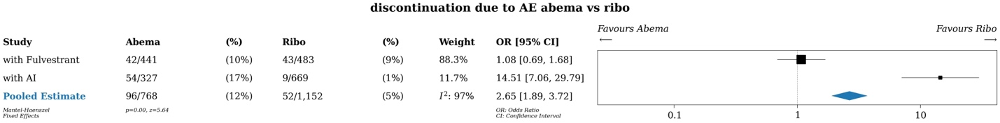 discontinuation due to AE abema vs ribo
Favours Abema Favours Ribo
← →
Study Abema (%) Ribo (%) Weight OR [95% CI]
with Fulvestrant 42/441 (10%) 43/483 (9%) 88.3% 1.08 [0.69, 1.68]
with AI 54/327 (17%) 9/669 (1%) 11.7% 14.51 [7.06, 29.79]
Pooled Estimate 96/768 (12%) 52/1,152 (5%) I²: 97% 2.65 [1.89, 3.72]
Mantel-Haenszel p=0.00, z=5.64 OR: Odds Ratio
Fixed Effects CI: Confidence Interval
0.1 1 10